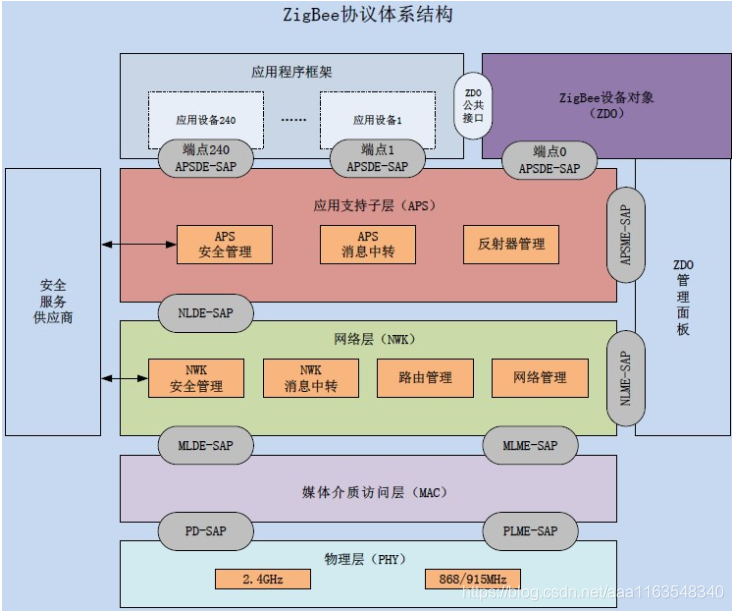 ZigBee协议体系结构
应用程序框架
应用设备240
······
应用设备1
ZDO
公共
接口
ZigBee设备对象
（ZDO）
端点240
APSDE-SAP
端点1
APSDE-SAP
端点0
APSDE-SAP
应用支持子层（APS）
APS
安全管理
APS
消息中转
反射器管理
APSME-SAP
安全
服务
供应商
ZDO
管理
面板
NLDE-SAP
网络层（NWK）
NWK
安全管理
NWK
消息中转
路由管理
网络管理
NLME-SAP
MLDE-SAP
MLME-SAP
媒体介质访问层（MAC）
PD-SAP
PLME-SAP
物理层（PHY）
2.4GHz
868/915MHz
https://blog.csdn.net/aaa1163548340